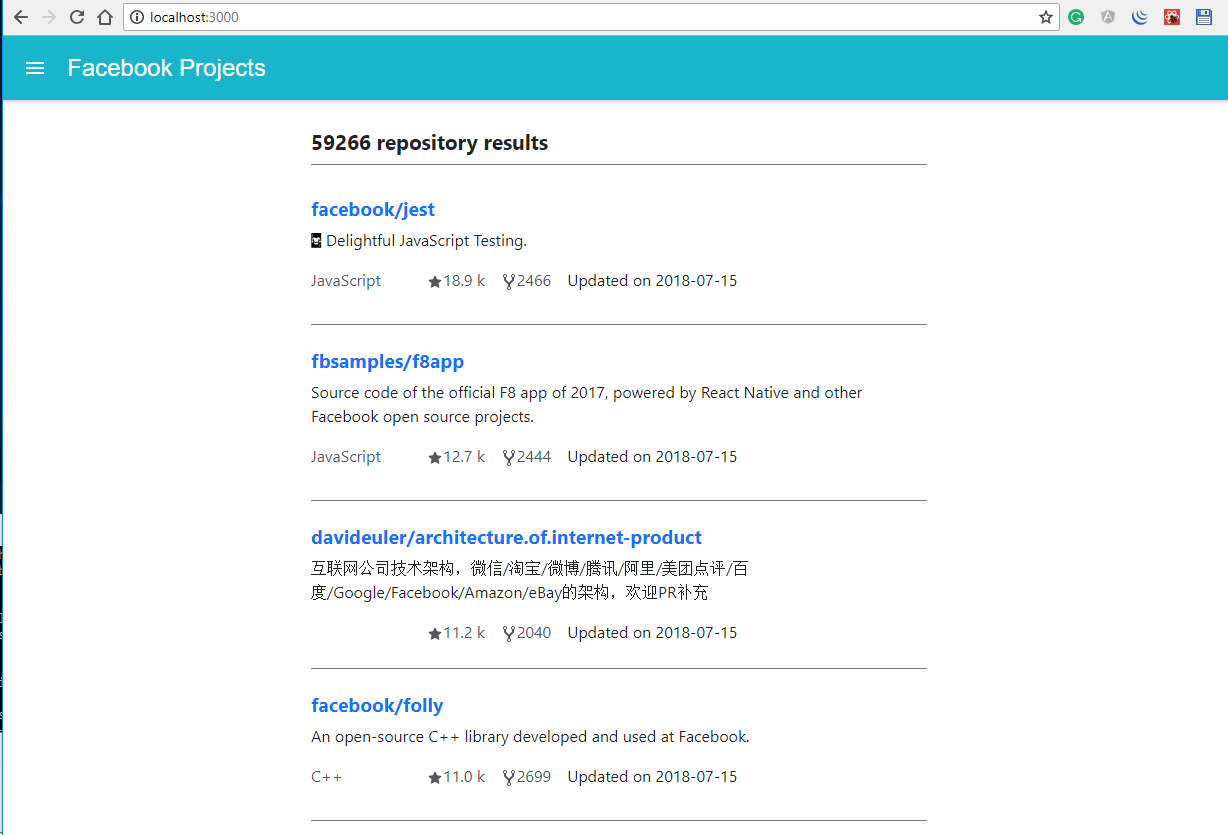 localhost:3000
Facebook Projects
59266 repository results
facebook/jest
🃏 Delightful JavaScript Testing.
JavaScript 18.9 k 2466 Updated on 2018-07-15
fbsamples/f8app
Source code of the official F8 app of 2017, powered by React Native and other
Facebook open source projects.
JavaScript 12.7 k 2444 Updated on 2018-07-15
davideuler/architecture.of.internet-product
互联网公司技术架构，微信/淘宝/微博/腾讯/阿里/美团点评/百
度/Google/Facebook/Amazon/eBay的架构，欢迎PR补充
11.2 k 2040 Updated on 2018-07-15
facebook/folly
An open-source C++ library developed and used at Facebook.
C++ 11.0 k 2699 Updated on 2018-07-15